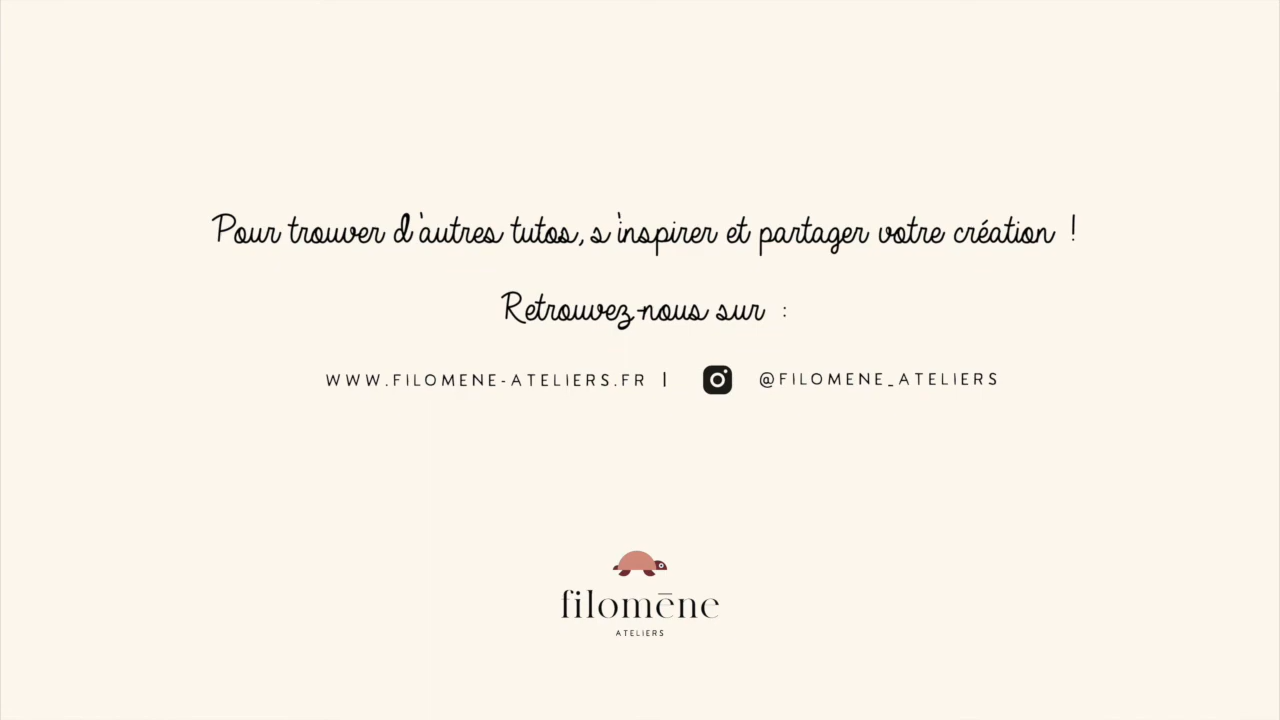 Pour trouver d'autres tutos, s'inspirer et partager votre création !
Retrouvez-nous sur :
WWW.FILOMENE-ATELIERS.FR | @FILOMENE_ATELIERS
filomēne
ATELIERS